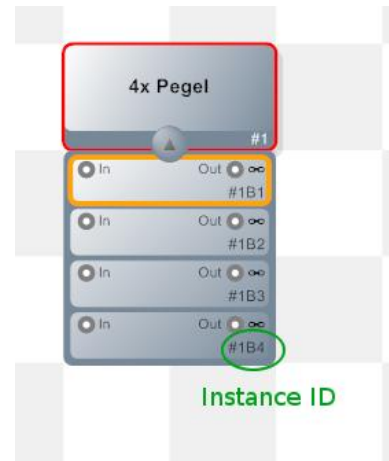 4x Pegel
#1
In Out
#1B1
In Out
#1B2
In Out
#1B3
In Out
#1B4
Instance ID